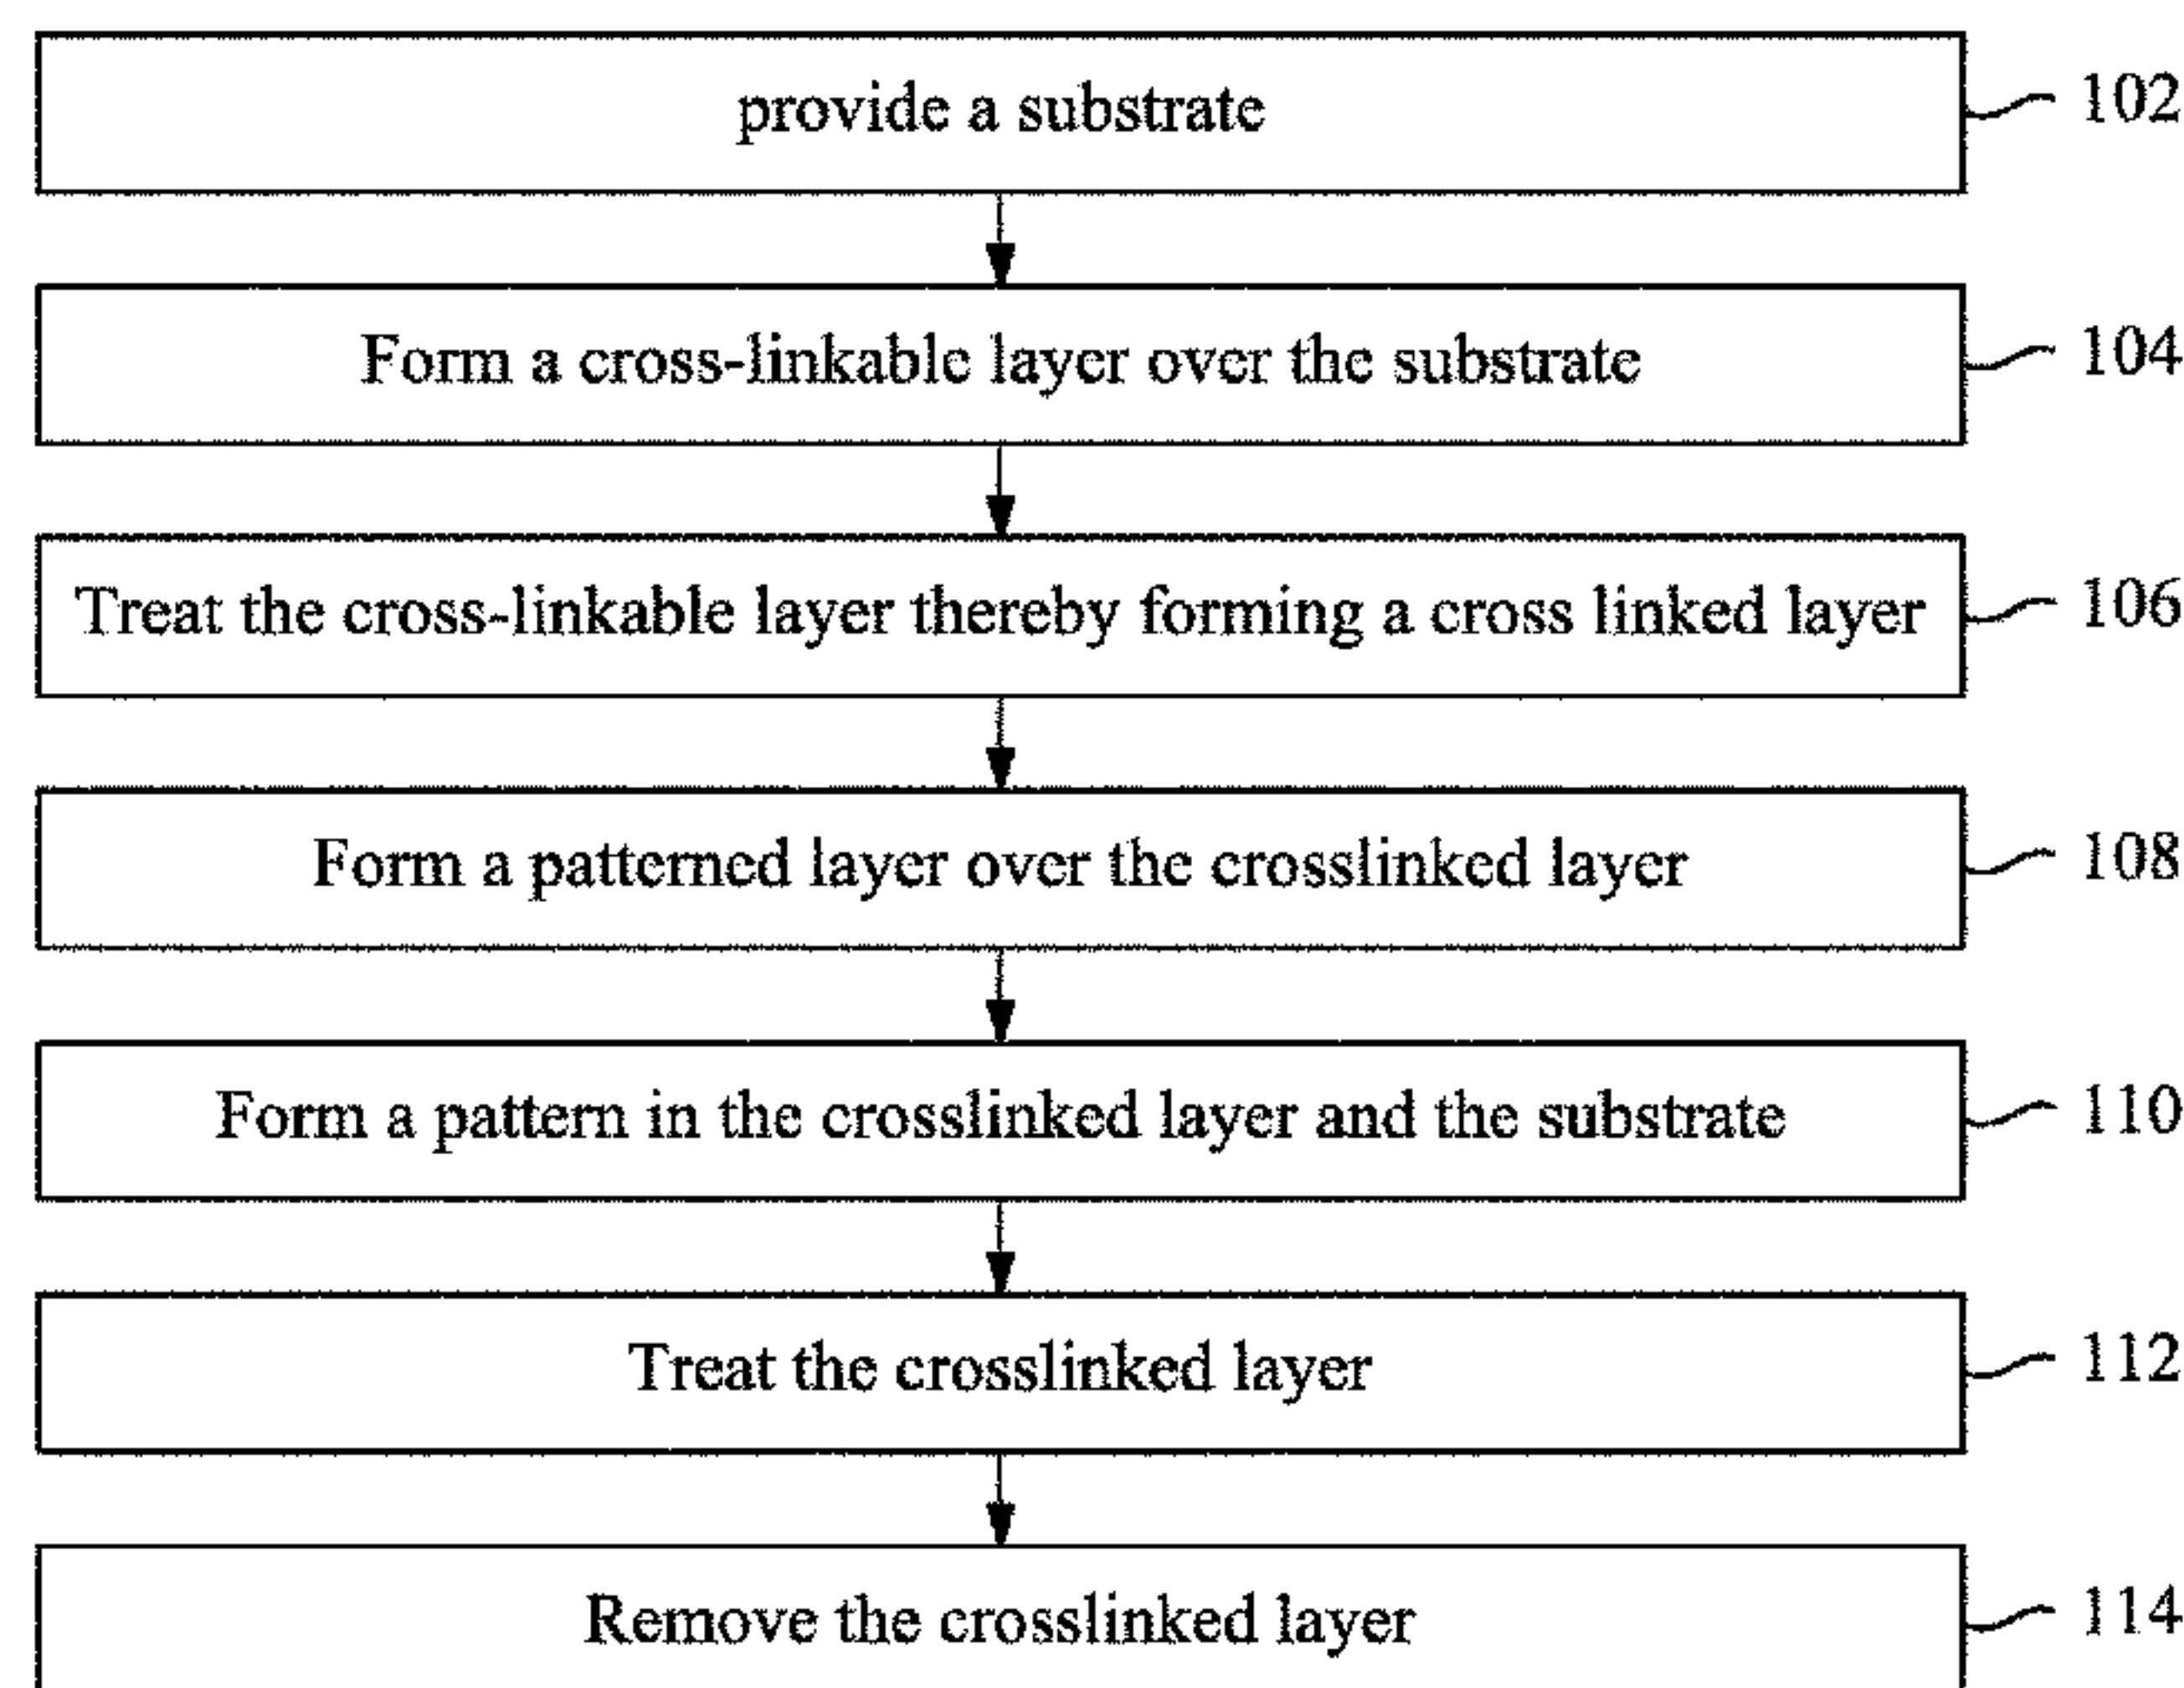 provide a substrate 102
Form a cross-linkable layer over the substrate 104
Treat the cross-linkable layer thereby forming a cross linked layer 106
Form a patterned layer over the crosslinked layer 108
Form a pattern in the crosslinked layer and the substrate 110
Treat the crosslinked layer 112
Remove the crosslinked layer 114